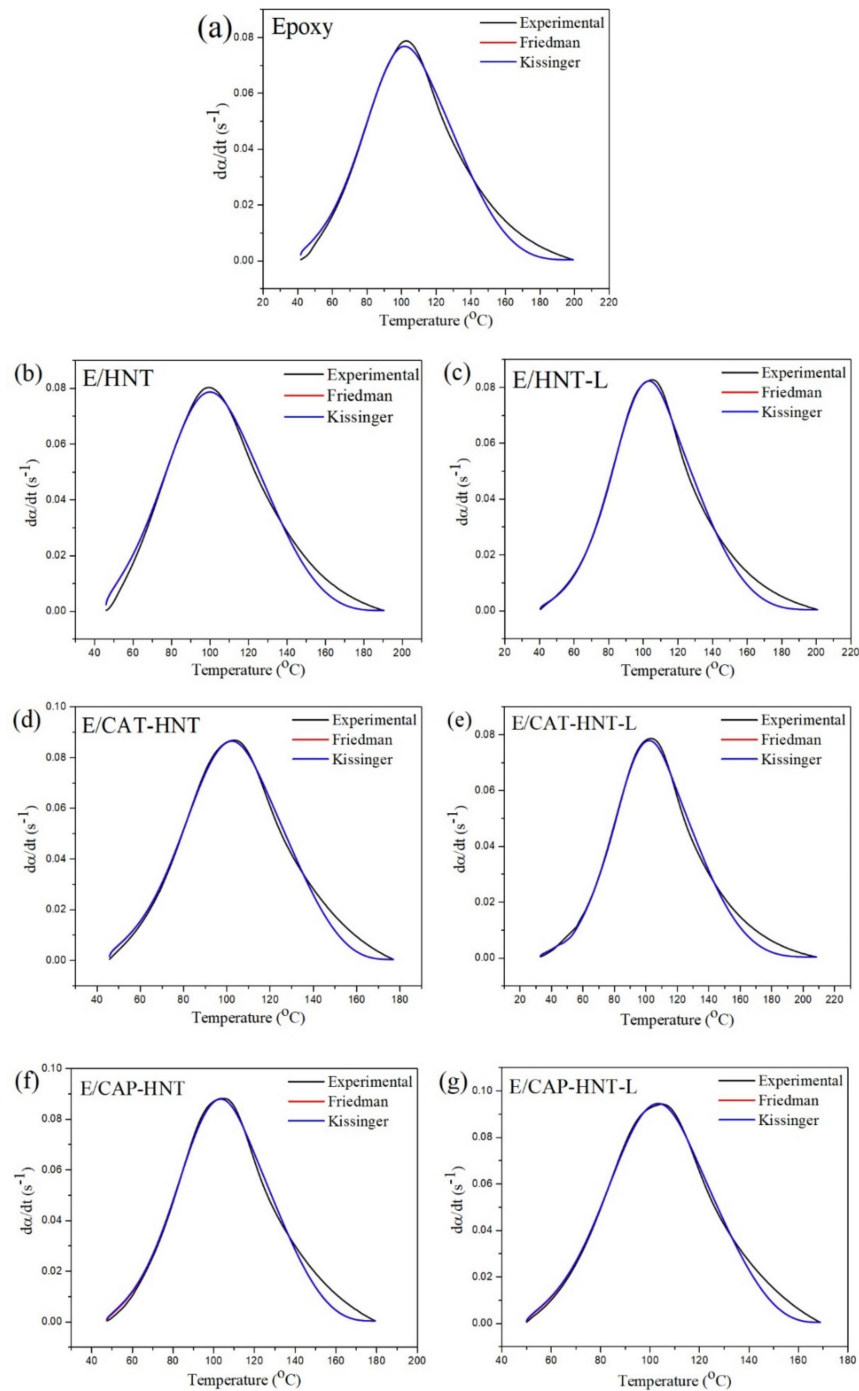 (a) Epoxy
Experimental
Friedman
Kissinger
0.08
0.06
0.04
0.02
0.00
dα/dt (s-1)
20 40 60 80 100 120 140 160 180 200 220
Temperature (OC)
(b) E/HNT
Experimental
Friedman
Kissinger
0.08
0.06
0.04
0.02
0.00
dα/dt (s-1)
40 60 80 100 120 140 160 180 200
Temperature (OC)
(c) E/HNT-L
Experimental
Friedman
Kissinger
0.08
0.06
0.04
0.02
0.00
dα/dt (s-1)
40 60 80 100 120 140 160 180 200 220
Temperature (OC)
(d) E/CAT-HNT
Experimental
Friedman
Kissinger
0.10
0.08
0.06
0.04
0.02
0.00
dα/dt (s-1)
40 60 80 100 120 140 160 180
Temperature (OC)
(e) E/CAT-HNT-L
Experimental
Friedman
Kissinger
0.08
0.06
0.04
0.02
0.00
dα/dt (s-1)
20 40 60 80 100 120 140 160 180 200 220
Temperature (OC)
(f) E/CAP-HNT
Experimental
Friedman
Kissinger
0.10
0.08
0.06
0.04
0.02
0.00
dα/dt (s-1)
40 60 80 100 120 140 160 180 200
Temperature (OC)
(g) E/CAP-HNT-L
Experimental
Friedman
Kissinger
0.10
0.08
0.06
0.04
0.02
0.00
dα/dt (s-1)
40 60 80 100 120 140 160 180
Temperature (OC)